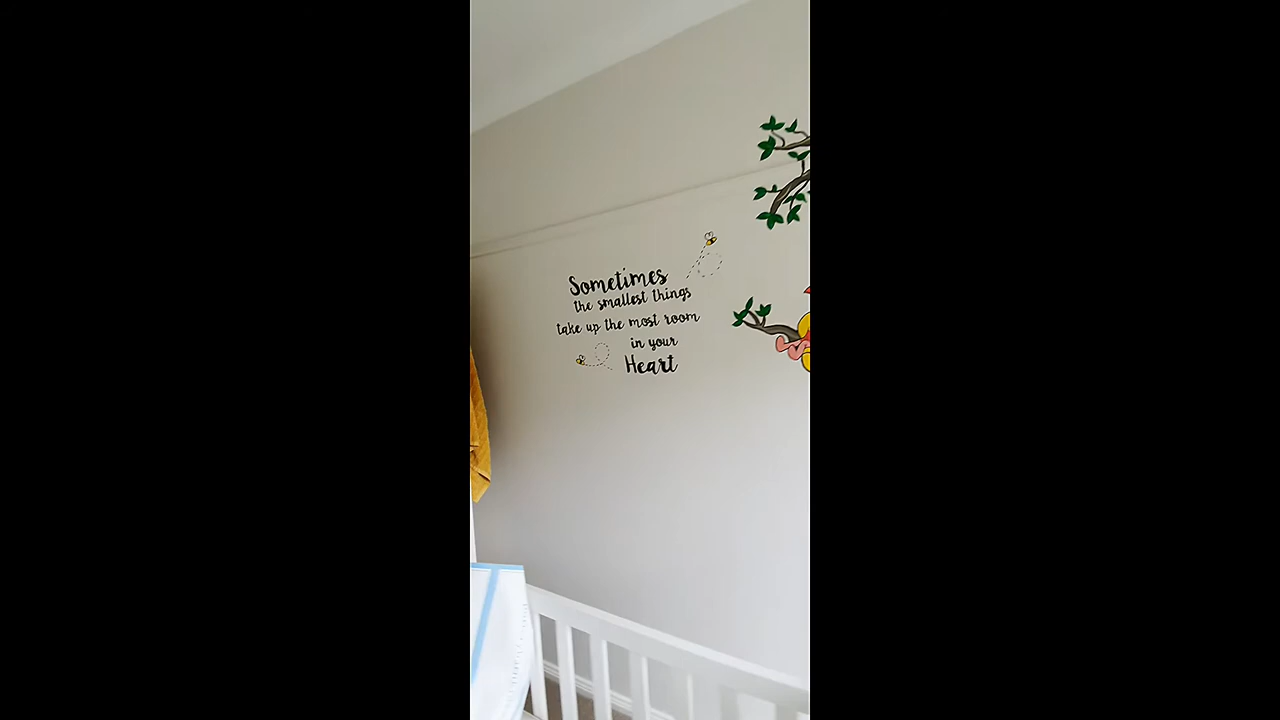 Sometimes
the smallest things
take up the most room
in your
Heart